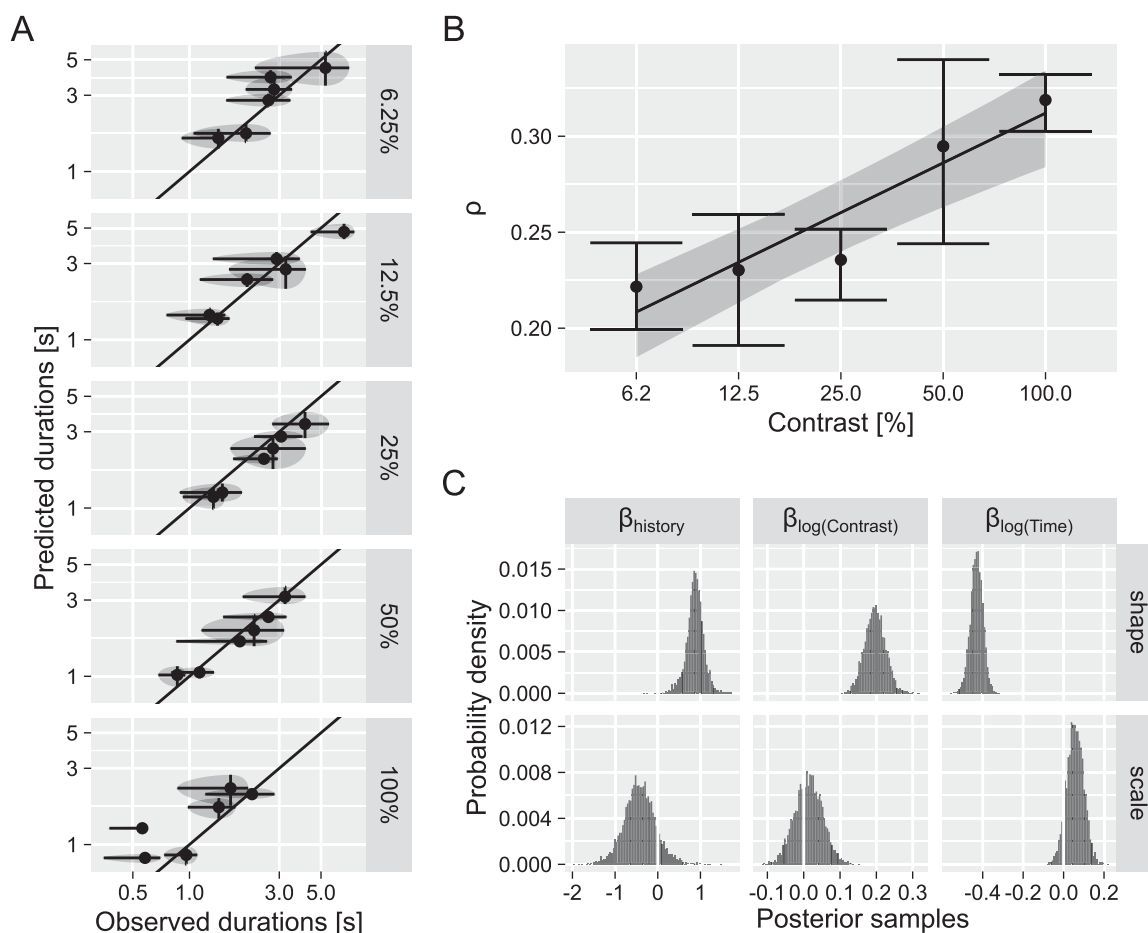 A
B
5
3
1
6.25%
5
3
1
12.5%
5
3
1
25%
5
3
1
50%
5
3
1
100%
0.5
1.0
3.0
5.0
Predicted durations [s]
Observed durations [s]
0.30
0.25
0.20
ρ
6.2
12.5
25.0
50.0
100.0
Contrast [%]
C
βhistory
βlog(Contrast)
βlog(Time)
0.015
0.010
0.005
0.000
shape
0.012
0.008
0.004
0.000
scale
Probability density
-2 -1 0 1
-0.1 0.0 0.1 0.2 0.3
-0.4 -0.2 0.0 0.2
Posterior samples